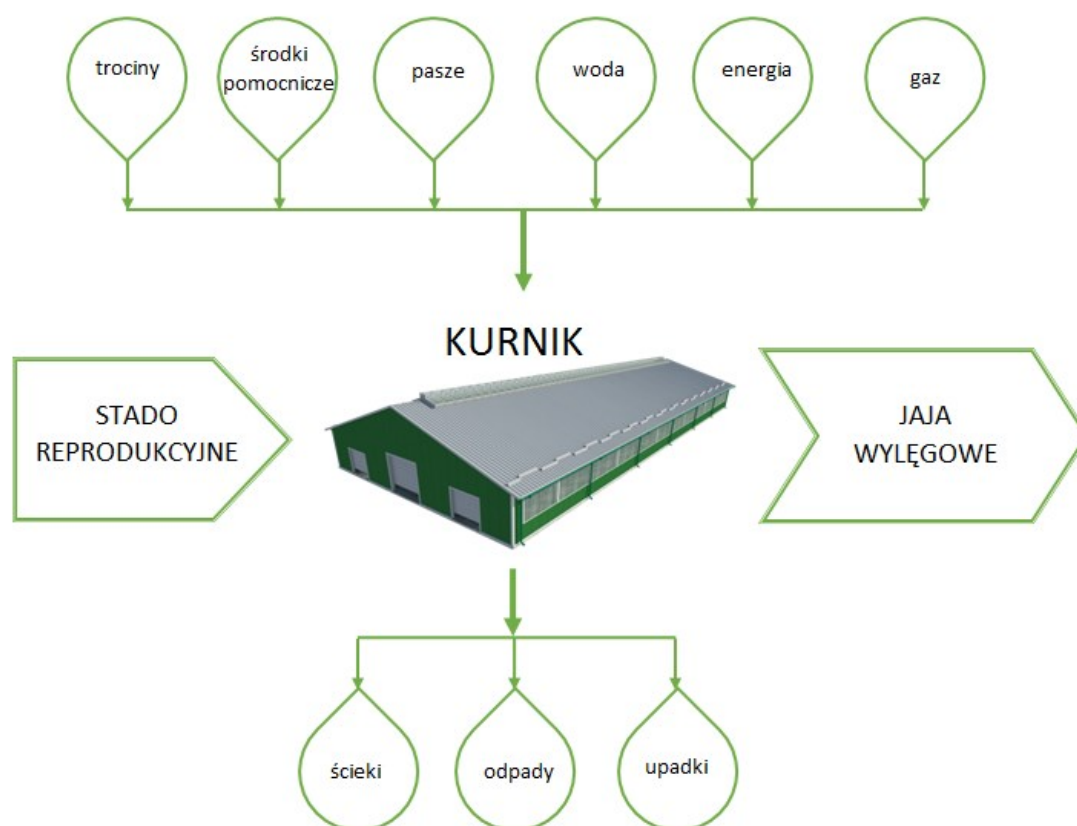 trociny
środki
pomocnicze
pasze
woda
energia
gaz
KURNIK
STADO
REPRODUKCYJNE
JAJA
WYLĘGOWE
ścieki
odpady
upadki